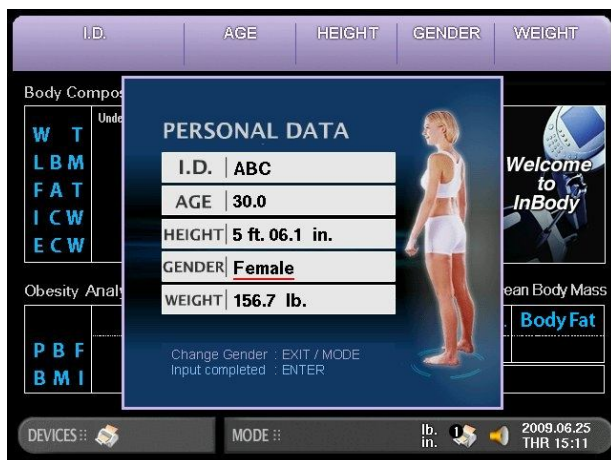 I.D. AGE HEIGHT GENDER WEIGHT
Body Compos
Unde
W T
LBM
FAT
ICW
ECW
PERSONAL DATA
I.D. ABC
AGE 30.0
HEIGHT 5 ft. 06.1 in.
GENDER Female
WEIGHT 156.7 lb.
Change Gender : EXIT / MODE
Input completed : ENTER
Welcome
to
InBody
Obesity Analy
ean Body Mass
Body Fat
PBF
BMI
DEVICES ::
MODE ::
lb.
in.
1
2009.06.25
THR 15:11